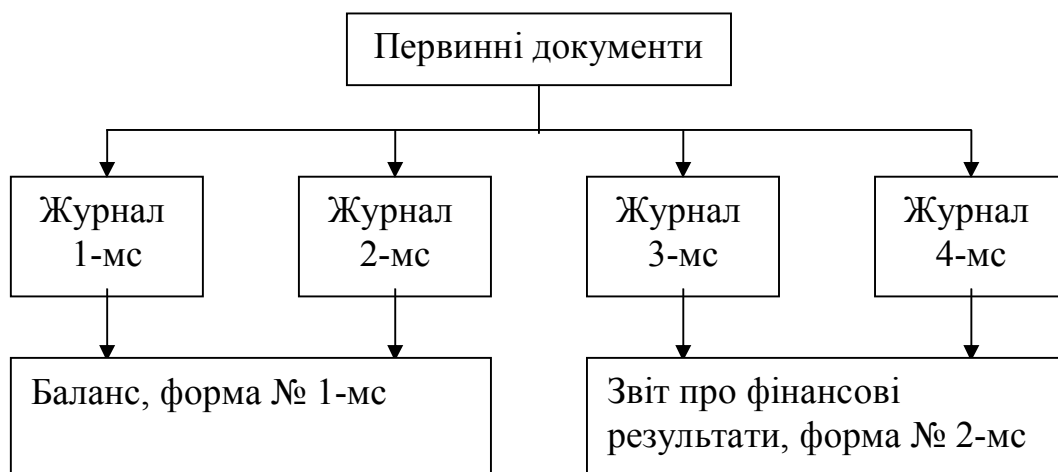 Первинні документи
Журнал
1-мс
Журнал
2-мс
Журнал
3-мс
Журнал
4-мс
Баланс, форма № 1-мс
Звіт про фінансові
результати, форма № 2-мс